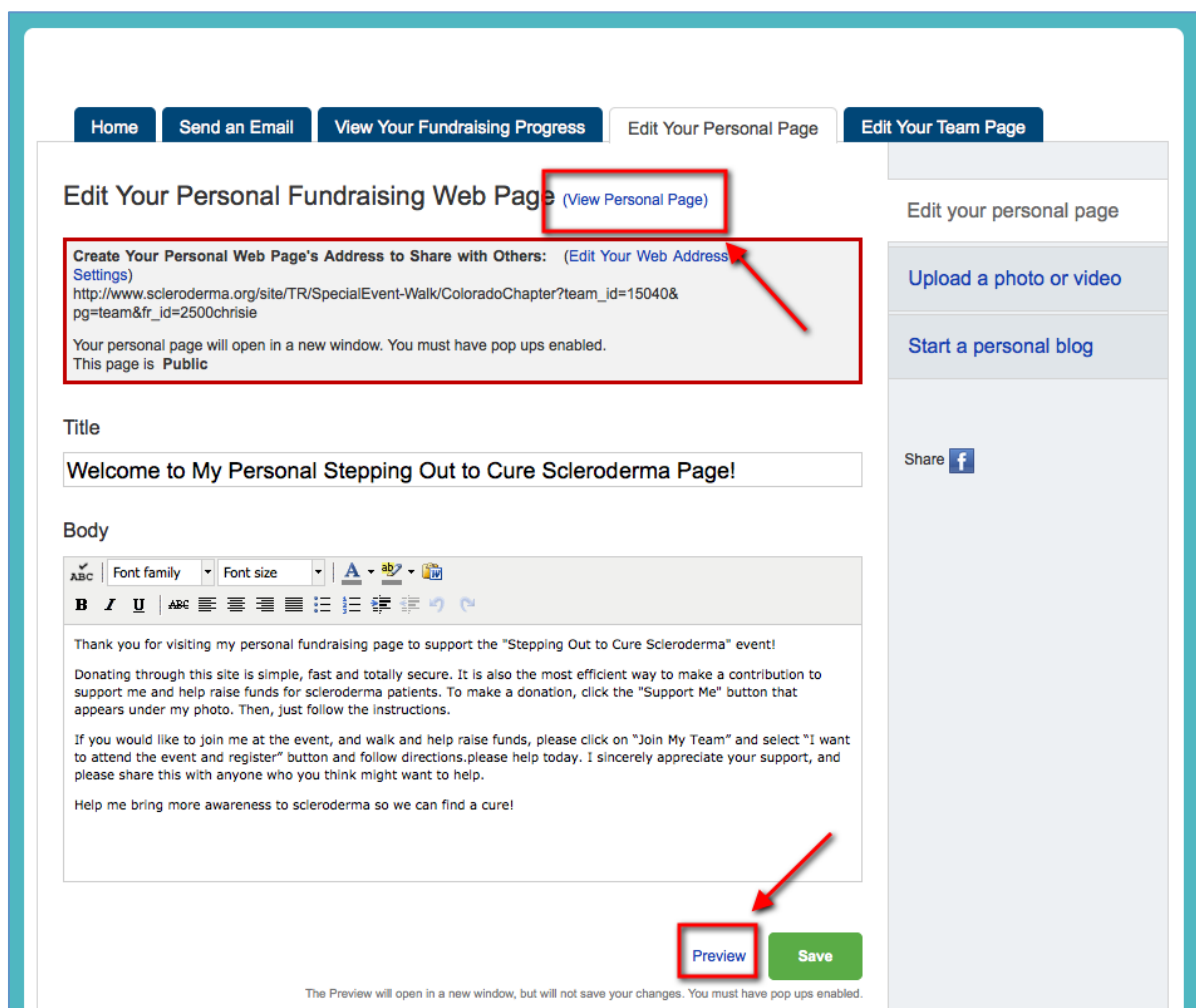 Home Send an Email View Your Fundraising Progress Edit Your Personal Page Edit Your Team Page
Edit Your Personal Fundraising Web Page (View Personal Page)
Create Your Personal Web Page's Address to Share with Others: (Edit Your Web Address
Settings)
http://www.scleroderma.org/site/TR/SpecialEvent-Walk/ColoradoChapter?team_id=15040&
pg=team&fr_id=2500chrisie
Your personal page will open in a new window. You must have pop ups enabled.
This page is Public
Title
Welcome to My Personal Stepping Out to Cure Scleroderma Page!
Body
ABC Font family Font size A ab W
B I U ABC
Thank you for visiting my personal fundraising page to support the "Stepping Out to Cure Scleroderma" event!
Donating through this site is simple, fast and totally secure. It is also the most efficient way to make a contribution to
support me and help raise funds for scleroderma patients. To make a donation, click the "Support Me" button that
appears under my photo. Then, just follow the instructions.
If you would like to join me at the event, and walk and help raise funds, please click on “Join My Team” and select “I want
to attend the event and register” button and follow directions.please help today. I sincerely appreciate your support, and
please share this with anyone who you think might want to help.
Help me bring more awareness to scleroderma so we can find a cure!
Preview Save
The Preview will open in a new window, but will not save your changes. You must have pop ups enabled.
Edit your personal page
Upload a photo or video
Start a personal blog
Share f